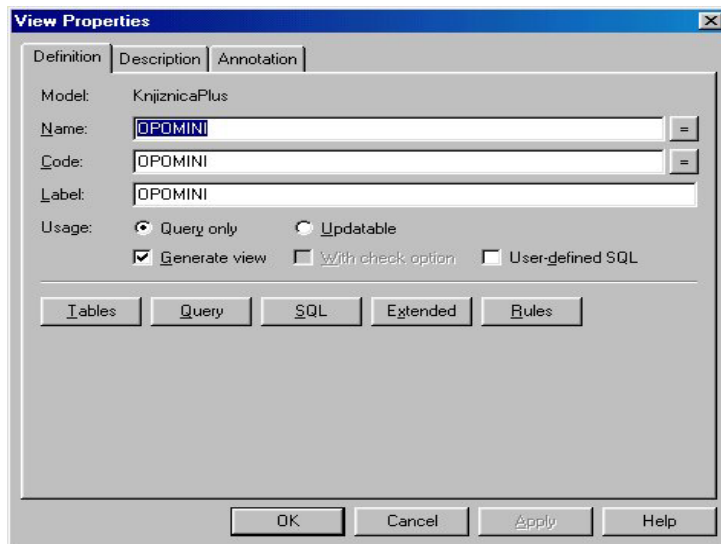 View Properties
Definition Description Annotation
Model: KnjiznicaPlus
Name: OPOMINI =
Code: OPOMINI =
Label: OPOMINI
Usage: Query only Updatable
Generate view With check option User-defined SQL
Tables Query SQL Extended Rules
OK Cancel Apply Help